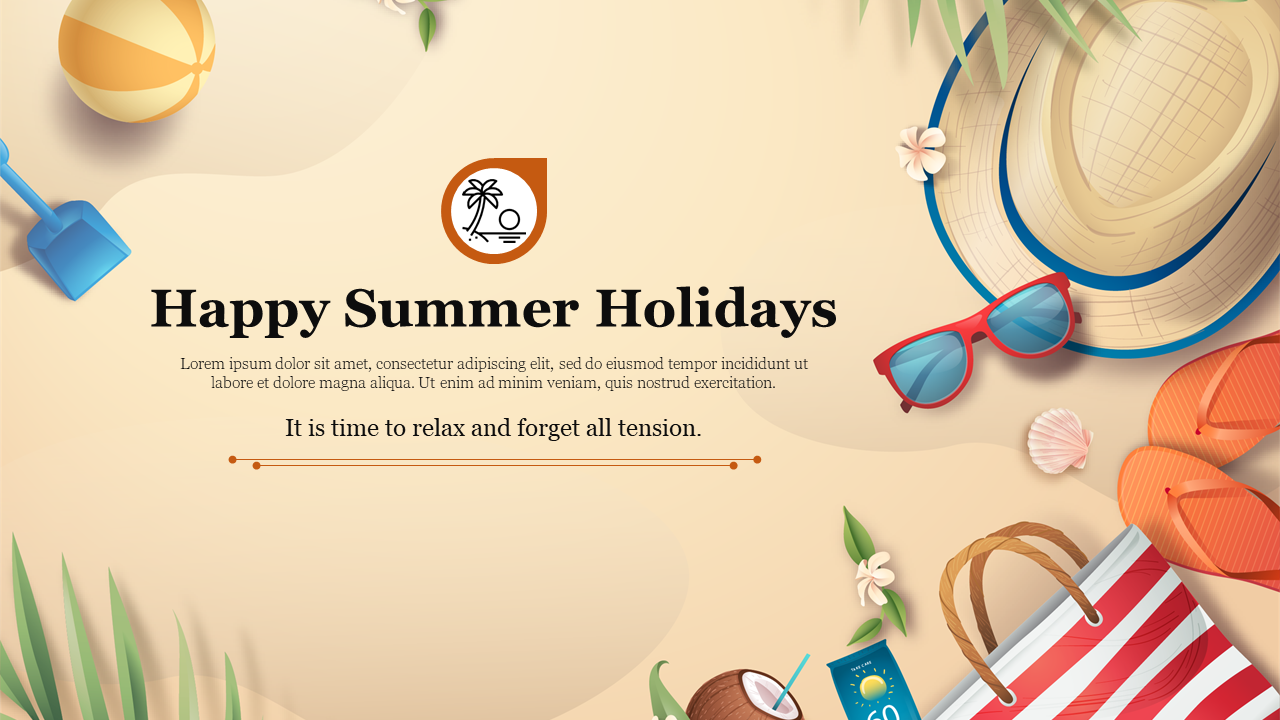 Happy Summer Holidays
Lorem ipsum dolor sit amet, consectetur adipiscing elit, sed do eiusmod tempor incididunt ut
labore et dolore magna aliqua. Ut enim ad minim veniam, quis nostrud exercitation.
It is time to relax and forget all tension.
TAKE CARE
60